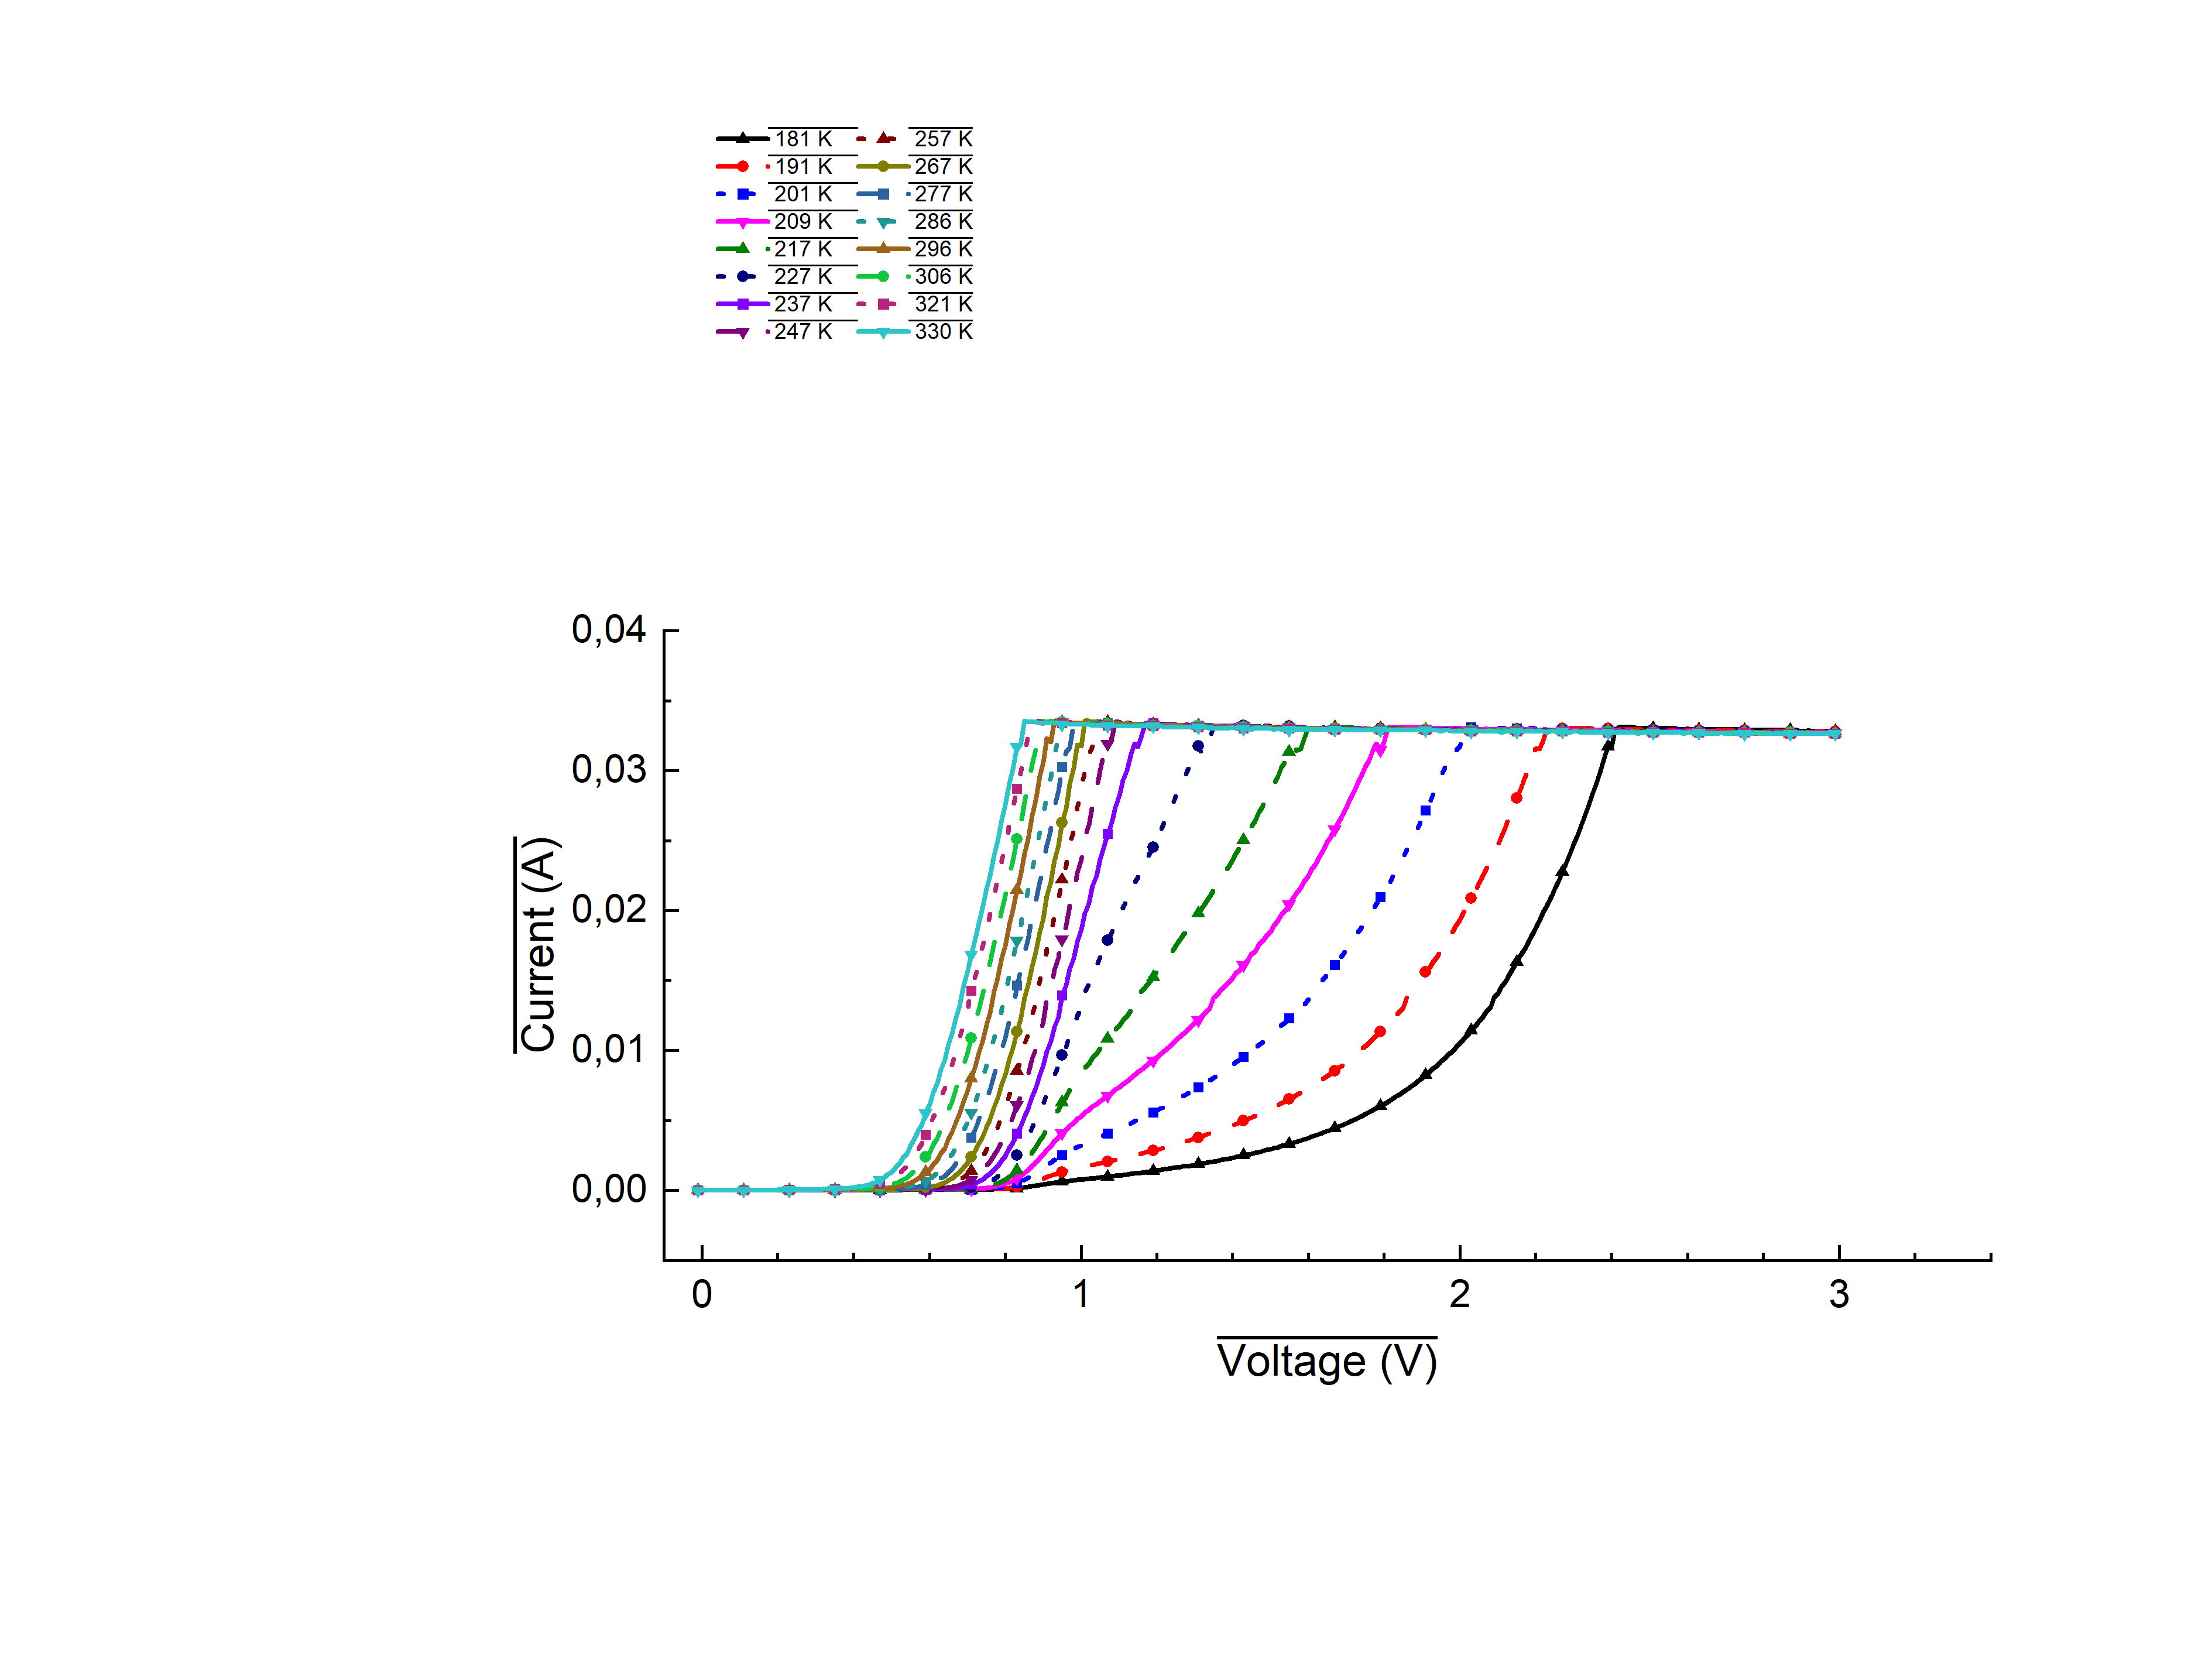 181 K 257 K
191 K 267 K
201 K 277 K
209 K 286 K
217 K 296 K
227 K 306 K
237 K 321 K
247 K 330 K
0,04
0,03
0,02
0,01
0,00
Current (A)
0 1 2 3
Voltage (V)